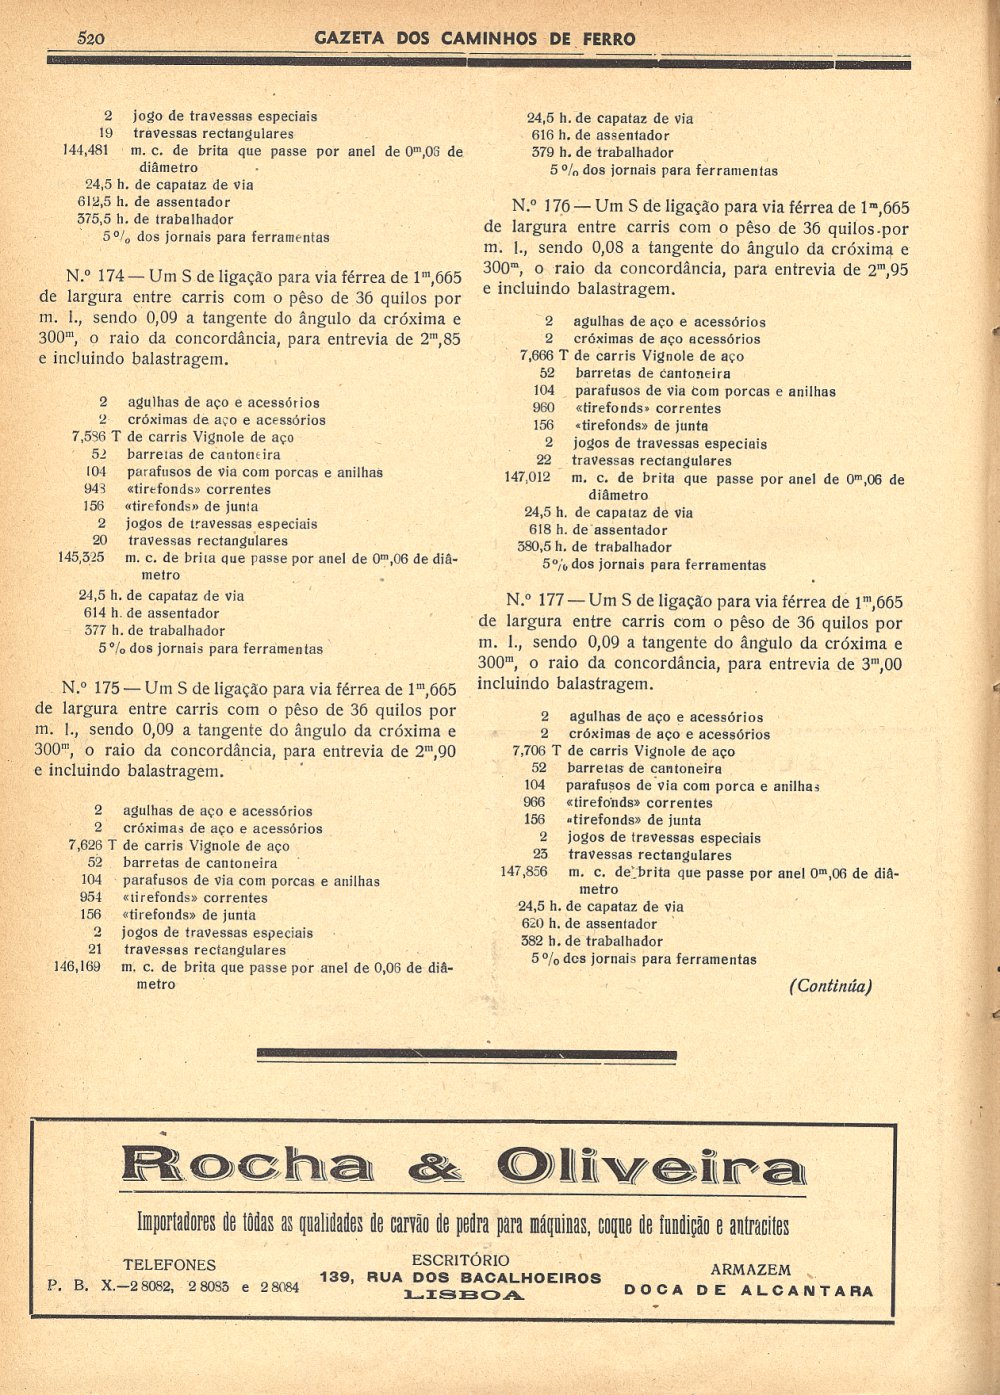 520
GAZETA DOS CAMINHOS DE FERRO
2 jogo de travessas especiais
19 travessas rectangulares
144,481 m. c. de brita que passe por anel de 0ᵐ,06 de
diâmetro
24,5 h. de capataz de via
612,5 h. de assentador
375,5 h. de trabalhador
5 % dos jornais para ferramentas
N.º 174 — Um S de ligação para via férrea de 1ᵐ,665
de largura entre carris com o pêso de 36 quilos por
m. l., sendo 0,09 a tangente do ângulo da cróxima e
300ᵐ, o raio da concordância, para entrevia de 2ᵐ,85
e incluindo balastragem.
2 agulhas de aço e acessórios
2 cróximas de aço e acessórios
7,586 T de carris Vignole de aço
52 barretas de cantoneira
104 parafusos de via com porcas e anilhas
948 «tirefonds» correntes
156 «tirefonds» de junta
2 jogos de travessas especiais
20 travessas rectangulares
145,325 m. c. de brita que passe por anel de 0ᵐ,06 de diâ-
metro
24,5 h. de capataz de via
614 h. de assentador
377 h. de trabalhador
5 % dos jornais para ferramentas
N.º 175 — Um S de ligação para via férrea de 1ᵐ,665
de largura entre carris com o pêso de 36 quilos por
m. l., sendo 0,09 a tangente do ângulo da cróxima e
300ᵐ, o raio da concordância, para entrevia de 2ᵐ,90
e incluindo balastragem.
2 agulhas de aço e acessórios
2 cróximas de aço e acessórios
7,626 T de carris Vignole de aço
52 barretas de cantoneira
104 parafusos de via com porcas e anilhas
954 «tirefonds» correntes
156 «tirefonds» de junta
2 jogos de travessas especiais
21 travessas rectangulares
146,169 m. c. de brita que passe por anel de 0,06 de diâ-
metro
24,5 h. de capataz de via
616 h. de assentador
379 h. de trabalhador
5 % dos jornais para ferramentas
N.º 176 — Um S de ligação para via férrea de 1ᵐ,665
de largura entre carris com o pêso de 36 quilos por
m. l., sendo 0,08 a tangente do ângulo da cróxima e
300ᵐ, o raio da concordância, para entrevia de 2ᵐ,95
e incluindo balastragem.
2 agulhas de aço e acessórios
2 cróximas de aço acessórios
7,666 T de carris Vignole de aço
52 barretas de cantoneira
104 parafusos de via com porcas e anilhas
960 «tirefonds» correntes
156 «tirefonds» de junta
2 jogos de travessas especiais
22 travessas rectangulares
147,012 m. c. de brita que passe por anel de 0ᵐ,06 de
diâmetro
24,5 h. de capataz de via
618 h. de assentador
380,5 h. de trabalhador
5 % dos jornais para ferramentas
N.º 177 — Um S de ligação para via férrea de 1ᵐ,665
de largura entre carris com o pêso de 36 quilos por
m. l., sendo 0,09 a tangente do ângulo da cróxima e
300ᵐ, o raio da concordância, para entrevia de 3ᵐ,00
incluindo balastragem.
2 agulhas de aço e acessórios
2 cróximas de aço e acessórios
7,706 T de carris Vignole de aço
52 barretas de cantoneira
104 parafusos de via com porca e anilhas
966 «tirefonds» correntes
156 «tirefonds» de junta
2 jogos de travessas especiais
23 travessas rectangulares
147,856 m. c. de brita que passe por anel 0ᵐ,06 de diâ-
metro
24,5 h. de capataz de via
620 h. de assentador
382 h. de trabalhador
5 % dos jornais para ferramentas
(Continúa)
Rocha & Oliveira
Importadores de tôdas as qualidades de carvão de pedra para máquinas, coque de fundição e antracites
TELEFONES
P. B. X.—2 8082, 2 8083 e 2 8084
ESCRITÓRIO
139, RUA DOS BACALHOEIROS
LISBOA
ARMAZEM
DOCA DE ALCANTARA